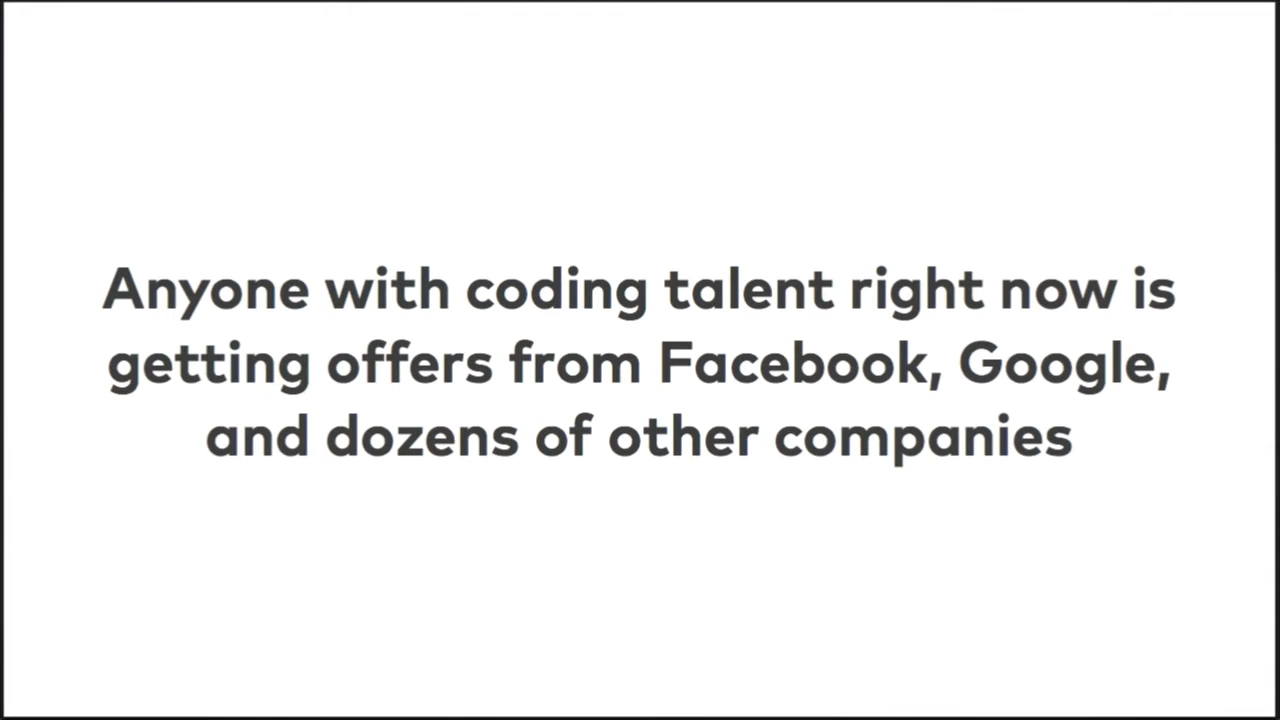 Anyone with coding talent right now is
getting offers from Facebook, Google,
and dozens of other companies